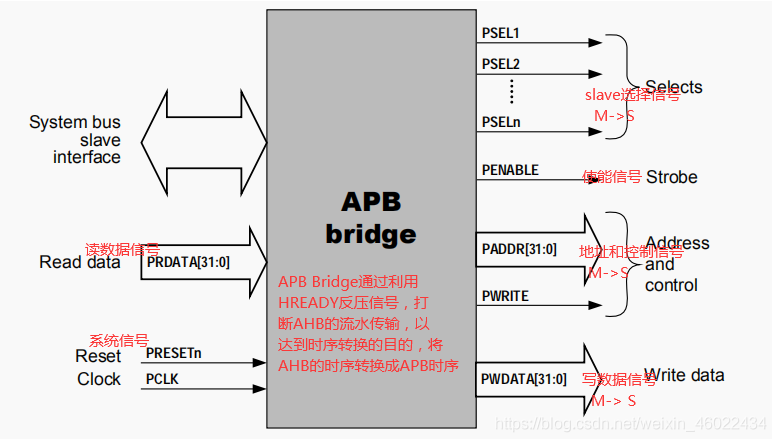 PSEL1
PSEL2
PSELn
Selects
slave选择信号
M->S
System bus
slave
interface
PENABLE
使能信号
Strobe
APB
bridge
读数据信号
Read data
PRDATA[31:0]
PADDR[31:0]
地址和控制信号
M->S
Address
and
control
PWRITE
APB Bridge通过利用
HREADY反压信号，打
断AHB的流水传输，以
达到时序转换的目的，将
AHB的时序转换成APB时序
系统信号
Reset
PRESETn
Clock
PCLK
PWDATA[31:0]
写数据信号
M-> S
Write data
https://blog.csdn.net/weixin_46022434